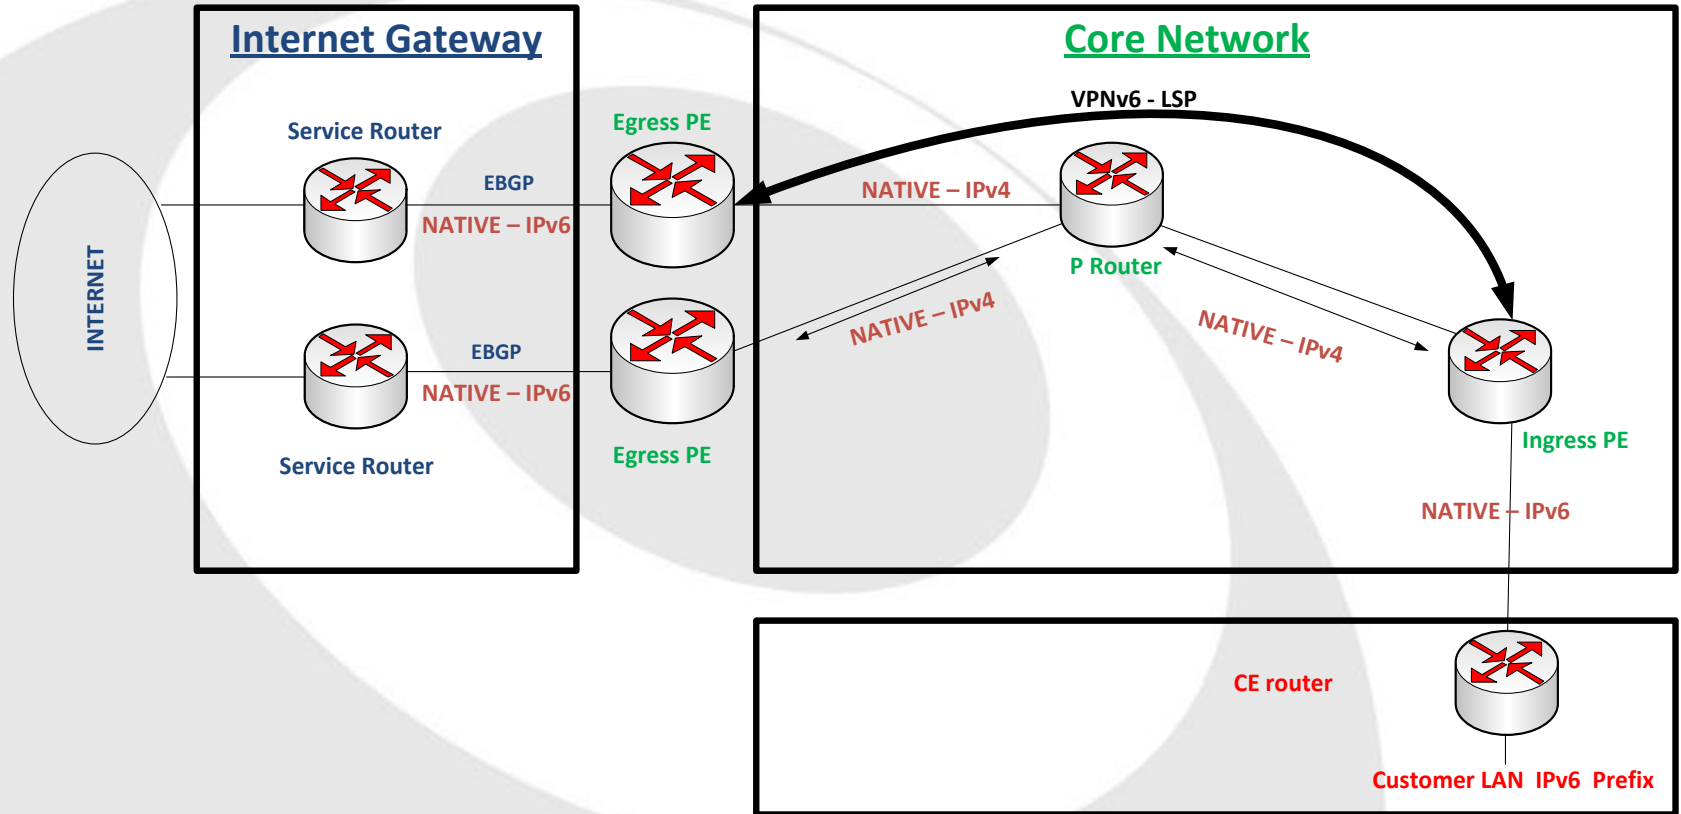 Internet Gateway
Core Network
VPNv6 - LSP
Service Router
Egress PE
EBGP
NATIVE – IPv6
NATIVE – IPv4
P Router
INTERNET
NATIVE – IPv4
NATIVE – IPv4
EBGP
NATIVE – IPv6
Service Router
Egress PE
Ingress PE
NATIVE – IPv6
CE router
Customer LAN IPv6 Prefix